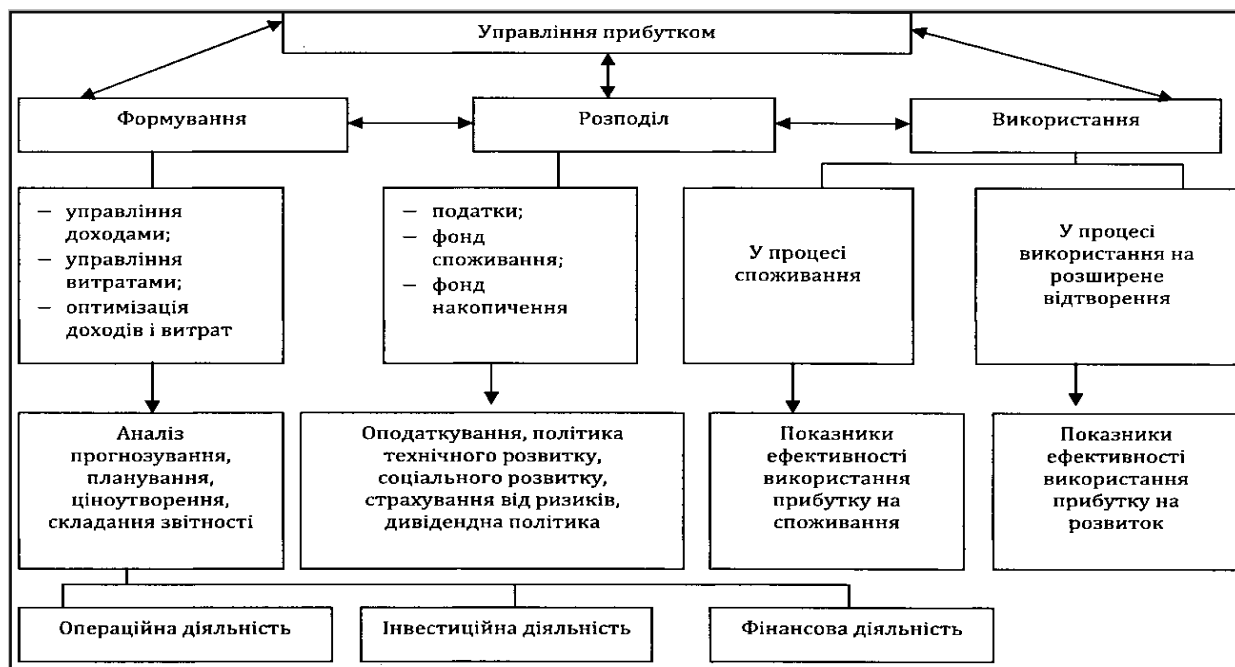 Управління прибутком
Формування
Розподіл
Використання
– управління
доходами;
– управління
витратами;
– оптимізація
доходів і витрат
– податки;
– фонд
споживання;
– фонд
накопичення
У процесі
споживання
У процесі
використання на
розширене
відтворення
Аналіз
прогнозування,
планування,
ціноутворення,
складання звітності
Оподаткування, політика
технічного розвитку,
соціального розвитку,
страхування від ризиків,
дивідендна політика
Показники
ефективності
використання
прибутку на
споживання
Показники
ефективності
використання
прибутку на
розвиток
Операційна діяльність
Інвестиційна діяльність
Фінансова діяльність